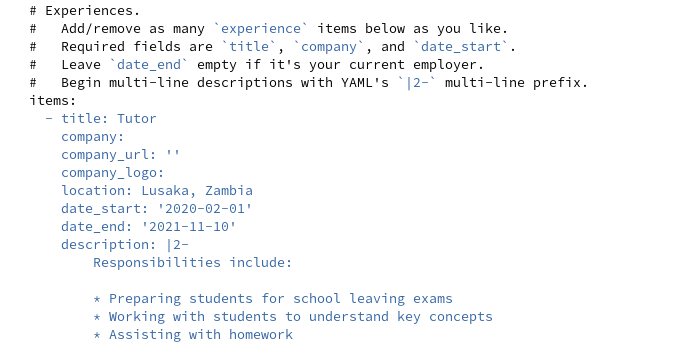 # Experiences.
#   Add/remove as many `experience` items below as you like.
#   Required fields are `title`, `company`, and `date_start`.
#   Leave `date_end` empty if it's your current employer.
#   Begin multi-line descriptions with YAML's `|2-` multi-line prefix.
items:
  - title: Tutor
    company:
    company_url: ''
    company_logo:
    location: Lusaka, Zambia
    date_start: '2020-02-01'
    date_end: '2021-11-10'
    description: |2-
        Responsibilities include:

        * Preparing students for school leaving exams
        * Working with students to understand key concepts
        * Assisting with homework